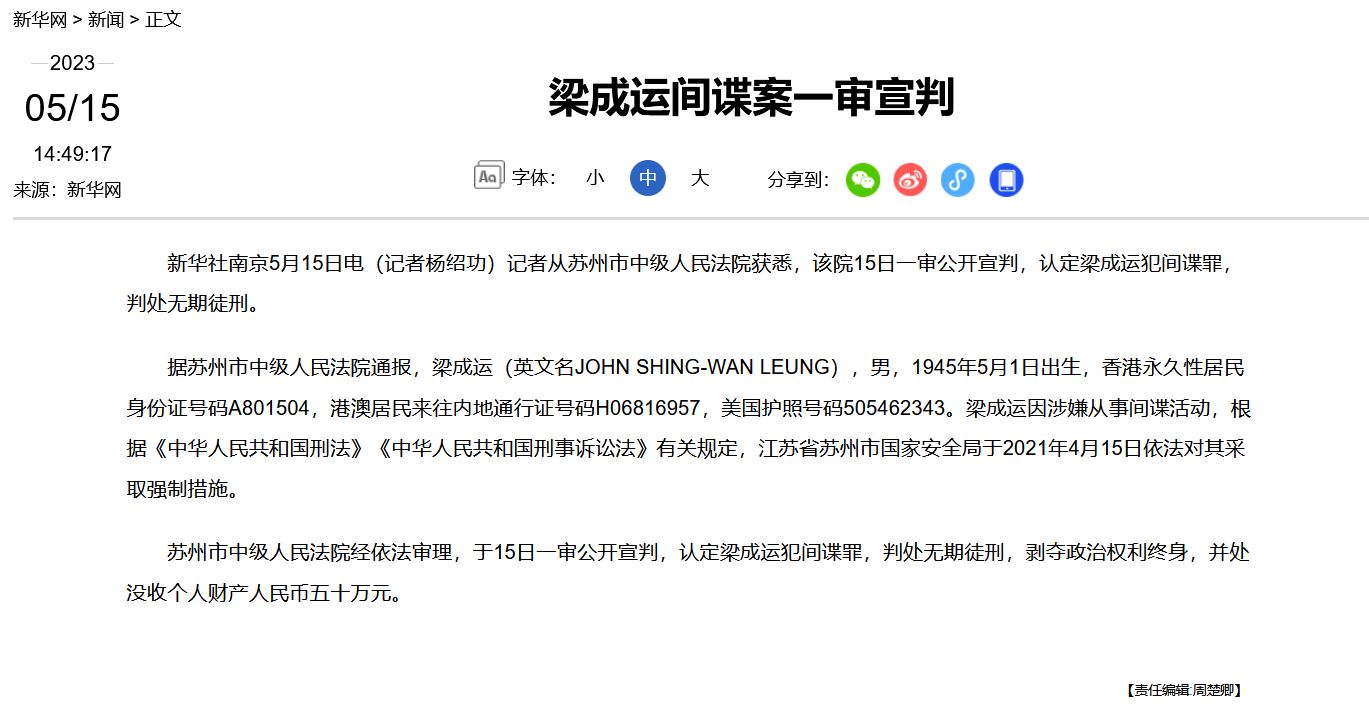 新华网 > 新闻 > 正文
2023
05/15
14:49:17
来源：新华网
梁成运间谍案一审宣判
Aa 字体： 小 中 大 分享到：
新华社南京5月15日电（记者杨绍功）记者从苏州市中级人民法院获悉，该院15日一审公开宣判，认定梁成运犯间谍罪，
判处无期徒刑。
据苏州市中级人民法院通报，梁成运（英文名JOHN SHING-WAN LEUNG），男，1945年5月1日出生，香港永久性居民
身份证号码A801504，港澳居民来往内地通行证号码H06816957，美国护照号码505462343。梁成运因涉嫌从事间谍活动，根
据《中华人民共和国刑法》《中华人民共和国刑事诉讼法》有关规定，江苏省苏州市国家安全局于2021年4月15日依法对其采
取强制措施。
苏州市中级人民法院经依法审理，于15日一审公开宣判，认定梁成运犯间谍罪，判处无期徒刑，剥夺政治权利终身，并处
没收个人财产人民币五十万元。
【责任编辑:周楚卿】